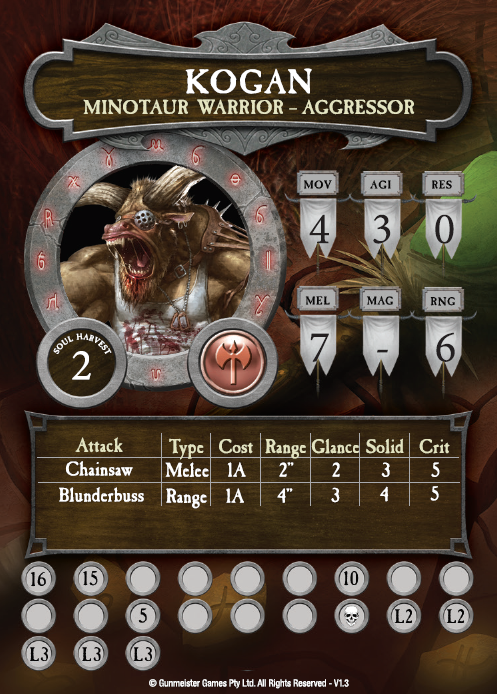 KOGAN
MINOTAUR WARRIOR – AGGRESSOR
MOV AGI RES
4 3 0
MEL MAG RNG
7 - 6
SOUL HARVEST
2
Attack Type Cost Range Glance Solid Crit
Chainsaw Melee 1A 2" 2 3 5
Blunderbuss Range 1A 4" 3 4 5
16 15 10
5 L2 L2
L3 L3 L3
© Gunmeister Games Pty Ltd. All Rights Reserved - V1.3